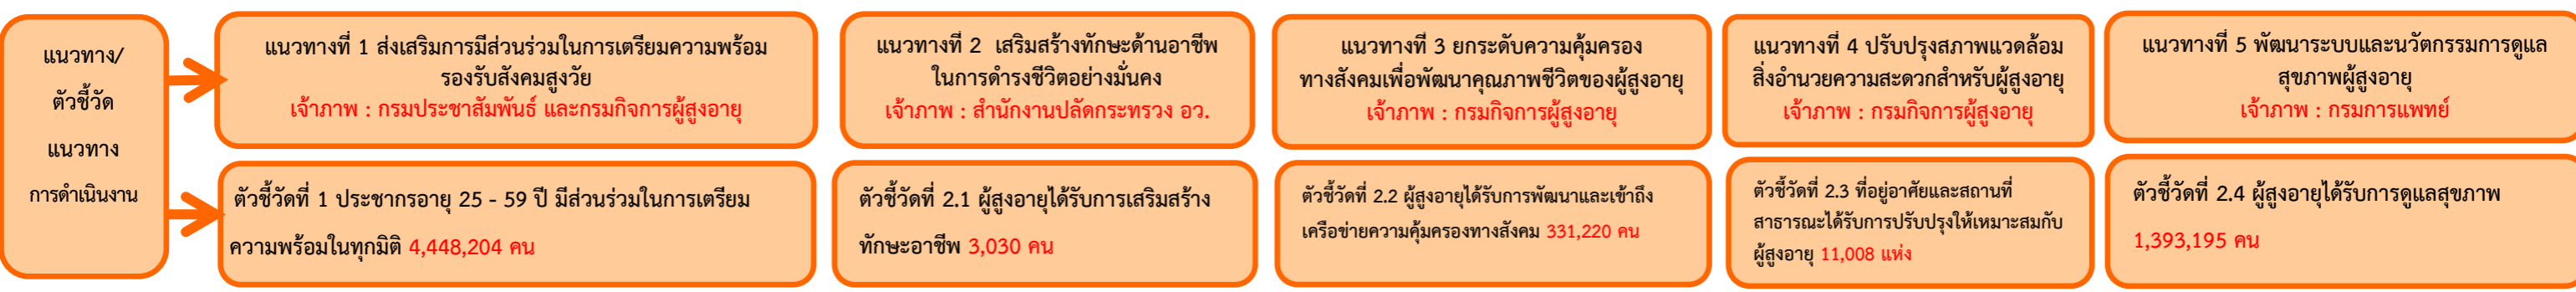 แนวทาง/
ตัวชี้วัด
แนวทาง
การดำเนินงาน
แนวทางที่ 1 ส่งเสริมการมีส่วนร่วมในการเตรียมความพร้อม
รองรับสังคมสูงวัย
เจ้าภาพ : กรมประชาสัมพันธ์ และกรมกิจการผู้สูงอายุ
แนวทางที่ 2 เสริมสร้างทักษะด้านอาชีพ
ในการดำรงชีวิตอย่างมั่นคง
เจ้าภาพ : สำนักงานปลัดกระทรวง อว.
แนวทางที่ 3 ยกระดับความคุ้มครอง
ทางสังคมเพื่อพัฒนาคุณภาพชีวิตของผู้สูงอายุ
เจ้าภาพ : กรมกิจการผู้สูงอายุ
แนวทางที่ 4 ปรับปรุงสภาพแวดล้อม
สิ่งอำนวยความสะดวกสำหรับผู้สูงอายุ
เจ้าภาพ : กรมกิจการผู้สูงอายุ
แนวทางที่ 5 พัฒนาระบบและนวัตกรรมการดูแล
สุขภาพผู้สูงอายุ
เจ้าภาพ : กรมการแพทย์
ตัวชี้วัดที่ 1 ประชากรอายุ 25 - 59 ปี มีส่วนร่วมในการเตรียม
ความพร้อมในทุกมิติ 4,448,204 คน
ตัวชี้วัดที่ 2.1 ผู้สูงอายุได้รับการเสริมสร้าง
ทักษะอาชีพ 3,030 คน
ตัวชี้วัดที่ 2.2 ผู้สูงอายุได้รับการพัฒนาและเข้าถึง
เครือข่ายความคุ้มครองทางสังคม 331,220 คน
ตัวชี้วัดที่ 2.3 ที่อยู่อาศัยและสถานที่
สาธารณะได้รับการปรับปรุงให้เหมาะสมกับ
ผู้สูงอายุ 11,008 แห่ง
ตัวชี้วัดที่ 2.4 ผู้สูงอายุได้รับการดูแลสุขภาพ
1,393,195 คน